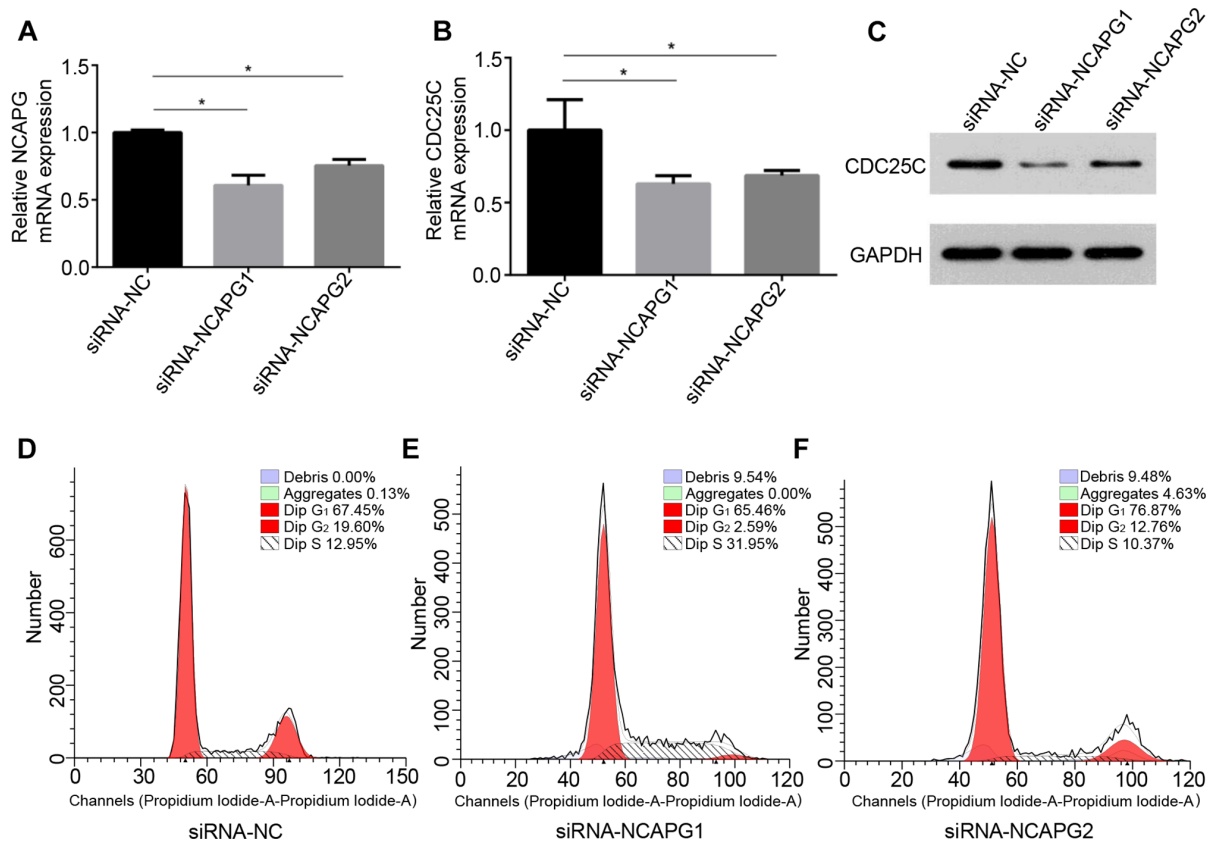 A
Relative NCAPG
mRNA expression
1.5
1.0
0.5
0.0
*
*
siRNA-NC
siRNA-NCAPG1
siRNA-NCAPG2
B
Relative CDC25C
mRNA expression
1.5
1.0
0.5
0.0
*
*
siRNA-NC
siRNA-NCAPG1
siRNA-NCAPG2
C
siRNA-NC
siRNA-NCAPG1
siRNA-NCAPG2
CDC25C
GAPDH
D
Debris 0.00%
Aggregates 0.13%
Dip G₁ 67.45%
Dip G₂ 19.60%
Dip S 12.95%
Number
600
400
200
0
0 30 60 90 120 150
Channels (Propidium Iodide-A-Propidium Iodide-A)
siRNA-NC
E
Debris 9.54%
Aggregates 0.00%
Dip G₁ 65.46%
Dip G₂ 2.59%
Dip S 31.95%
Number
500
400
300
200
100
0
0 20 40 60 80 100 120
Channels (Propidium Iodide-A-Propidium Iodide-A)
siRNA-NCAPG1
F
Debris 9.48%
Aggregates 4.63%
Dip G₁ 76.87%
Dip G₂ 12.76%
Dip S 10.37%
Number
500
400
300
200
100
0
0 20 40 60 80 100 120
Channels (Propidium Iodide-A-Propidium Iodide-A)
siRNA-NCAPG2